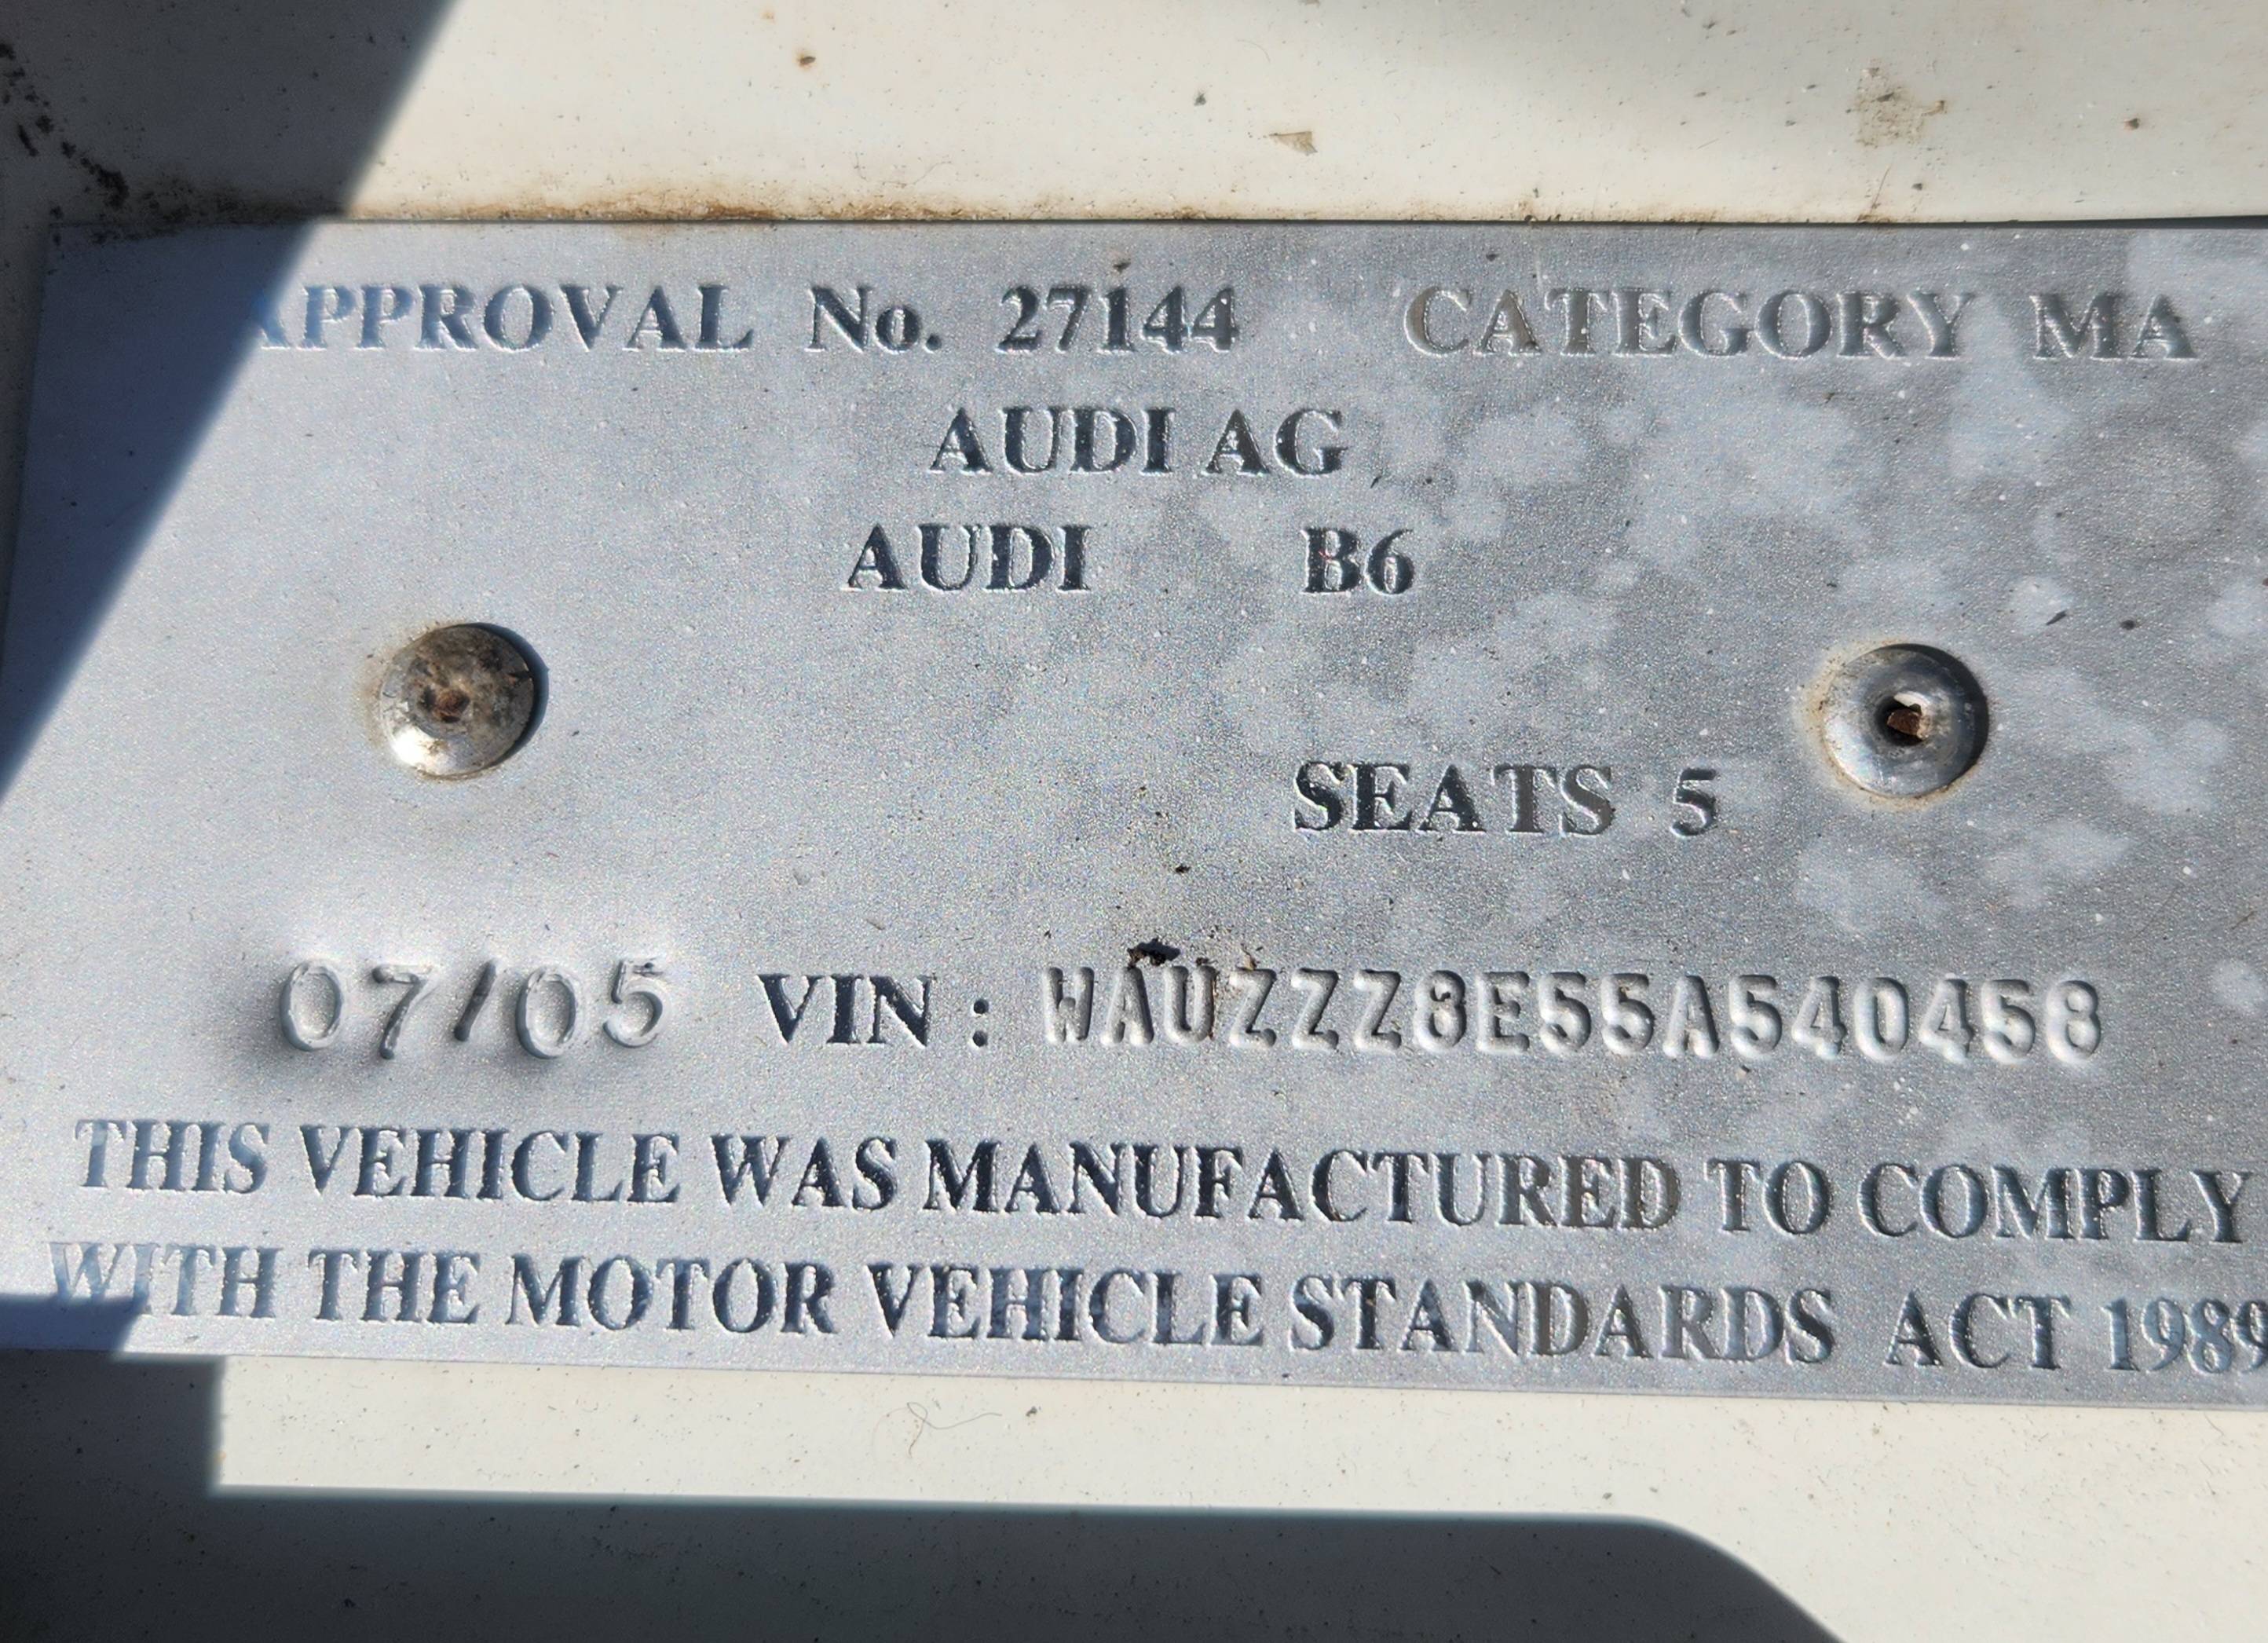 APPROVAL No. 27144 CATEGORY MA
AUDI AG
AUDI B6
SEATS 5
07/05 VIN : WAUZZZ8E55A540458
THIS VEHICLE WAS MANUFACTURED TO COMPLY
WITH THE MOTOR VEHICLE STANDARDS ACT 1989